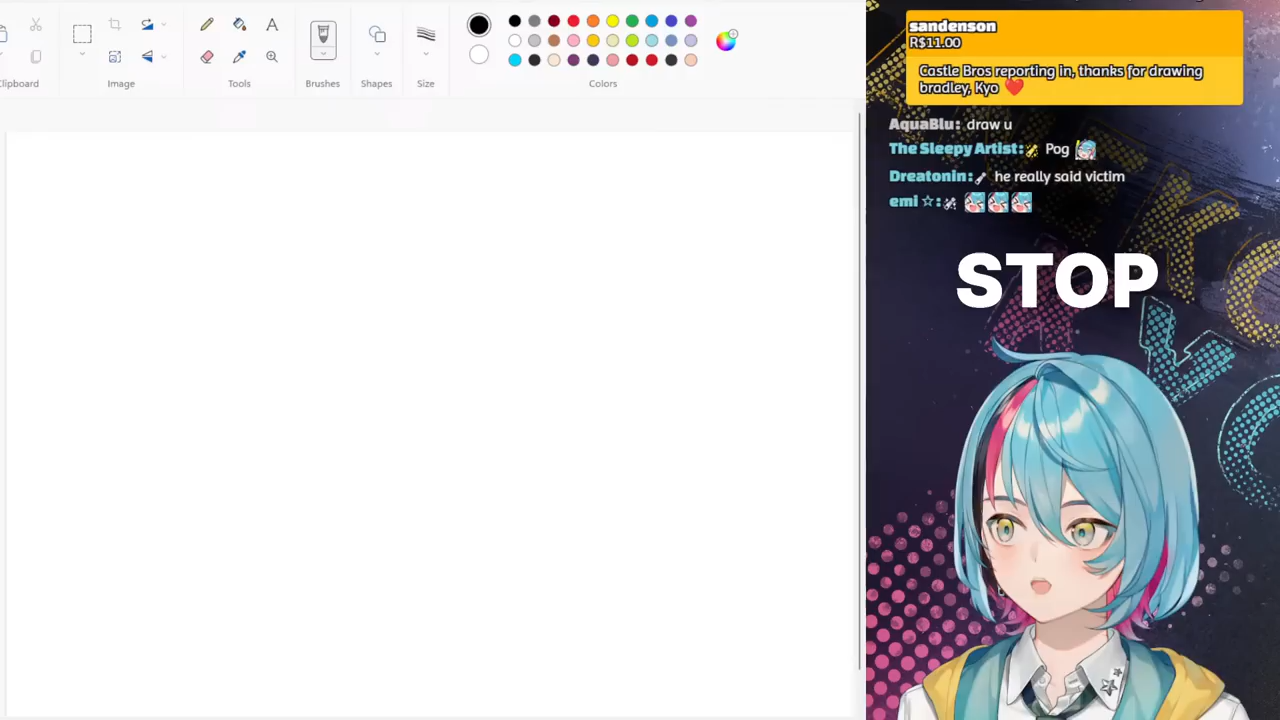 Clipboard
Image
Tools
Brushes
Shapes
Size
Colors
sandenson
R$11.00
Castle Bros reporting in, thanks for drawing
bradley, Kyo ❤️
AquaBlu: draw u
The Sleepy Artist: Pog
Dreatonin: he really said victim
emi ☆:
STOP